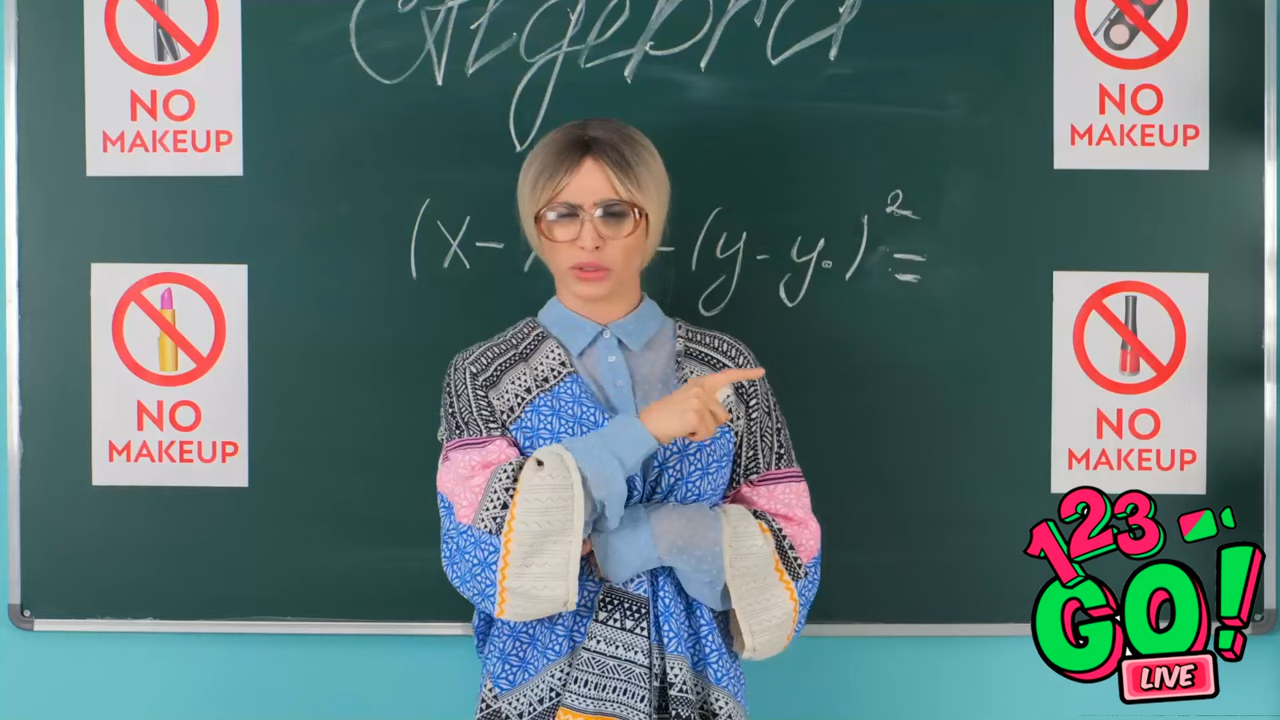 Algebra
NO
MAKEUP
NO
MAKEUP
(x-
-(y-y₀)²=
NO
MAKEUP
NO
MAKEUP
123
GO!
LIVE